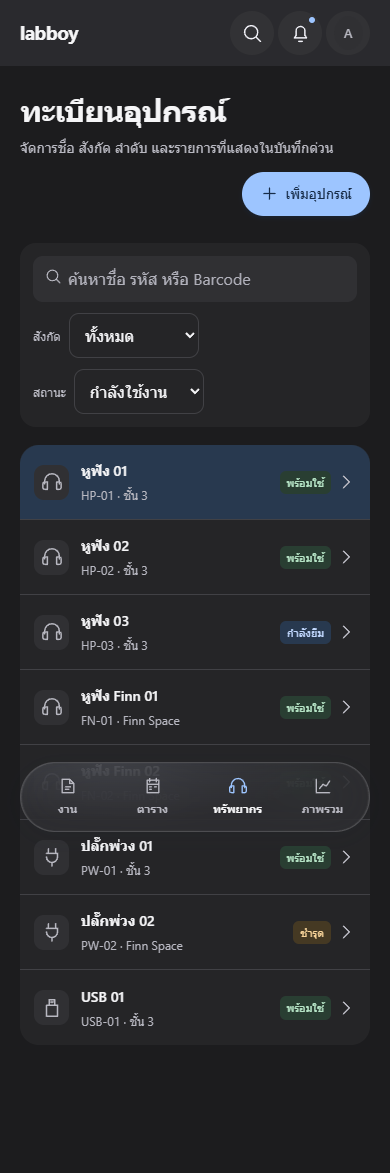 labboy
A
ทะเบียนอุปกรณ์
จัดการชื่อ สังกัด ลำดับ และรายการที่แสดงในบันทึกด่วน
เพิ่มอุปกรณ์
ค้นหาชื่อ รหัส หรือ Barcode
สังกัด ทั้งหมด
สถานะ กำลังใช้งาน
หูฟัง 01
HP-01 · ชั้น 3
พร้อมใช้
หูฟัง 02
HP-02 · ชั้น 3
พร้อมใช้
หูฟัง 03
HP-03 · ชั้น 3
กำลังยืม
หูฟัง Finn 01
FN-01 · Finn Space
พร้อมใช้
หูฟัง Finn 02
งาน ตาราง ทรัพยากร ภาพรวม
ปลั๊กพ่วง 01
PW-01 · ชั้น 3
พร้อมใช้
ปลั๊กพ่วง 02
PW-02 · Finn Space
ชำรุด
USB 01
USB-01 · ชั้น 3
พร้อมใช้